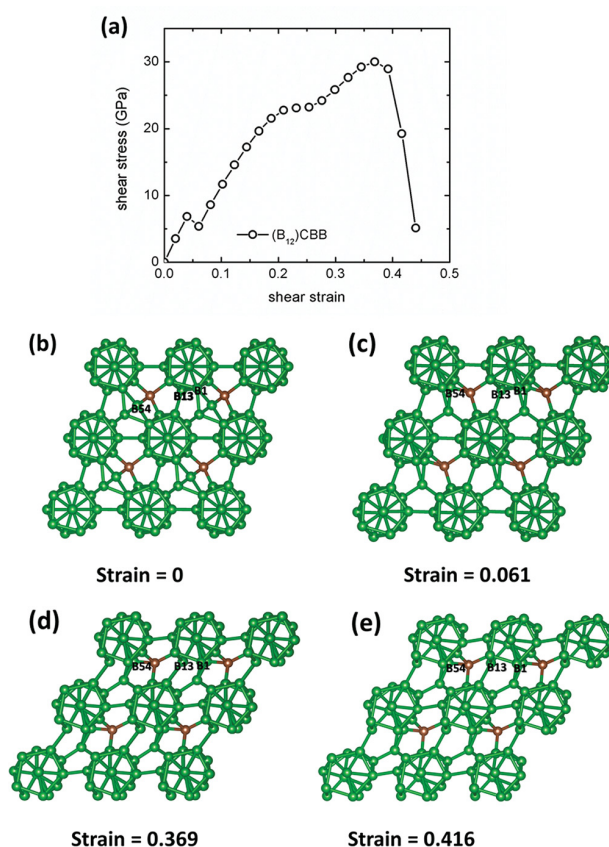 (a)
shear stress (GPa)
30
20
10
0
(B₁₂)CBB
0.0 0.1 0.2 0.3 0.4 0.5
shear strain
(b)
B54 B13 B1
Strain = 0
(c)
B54 B13 B1
Strain = 0.061
(d)
B54 B13 B1
Strain = 0.369
(e)
B54 B13 B1
Strain = 0.416